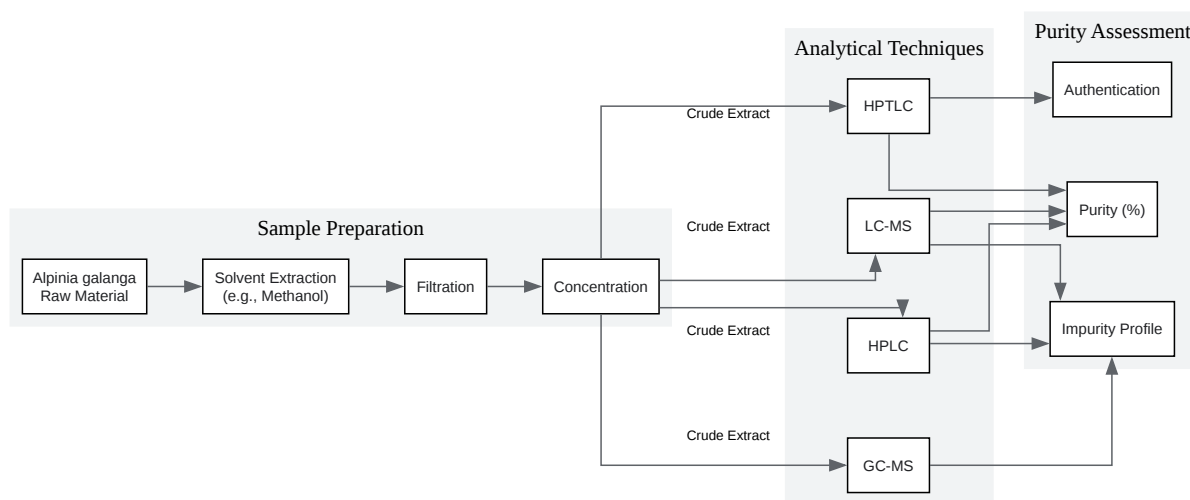 Sample Preparation
Alpinia galanga
Raw Material
Solvent Extraction
(e.g., Methanol)
Filtration
Concentration
Crude Extract
Crude Extract
Crude Extract
Crude Extract
Analytical Techniques
HPTLC
LC-MS
HPLC
GC-MS
Purity Assessment
Authentication
Purity (%)
Impurity Profile